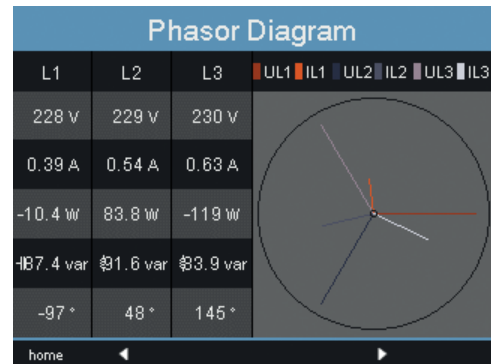 Phasor Diagram
L1 L2 L3 UL1 IL1 UL2 IL2 UL3 IL3
228 V 229 V 230 V
0.39 A 0.54 A 0.63 A
-10.4 W 83.8 W -119 W
var var var
-97 ° 48 ° 145 °
home